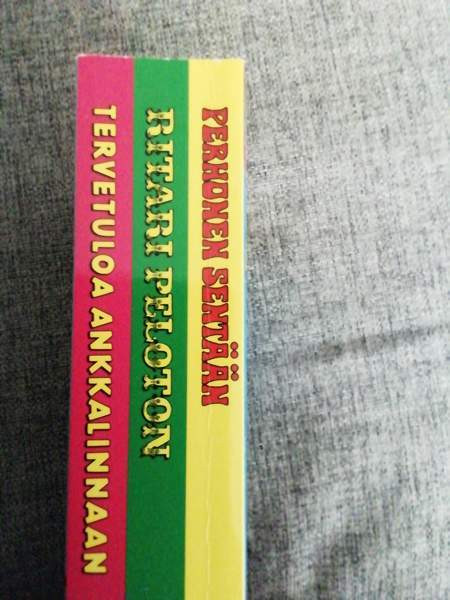 PERHONEN SENTÄÄN
RITARI PELOTON
TERVETULOA ANKKALINNAAN